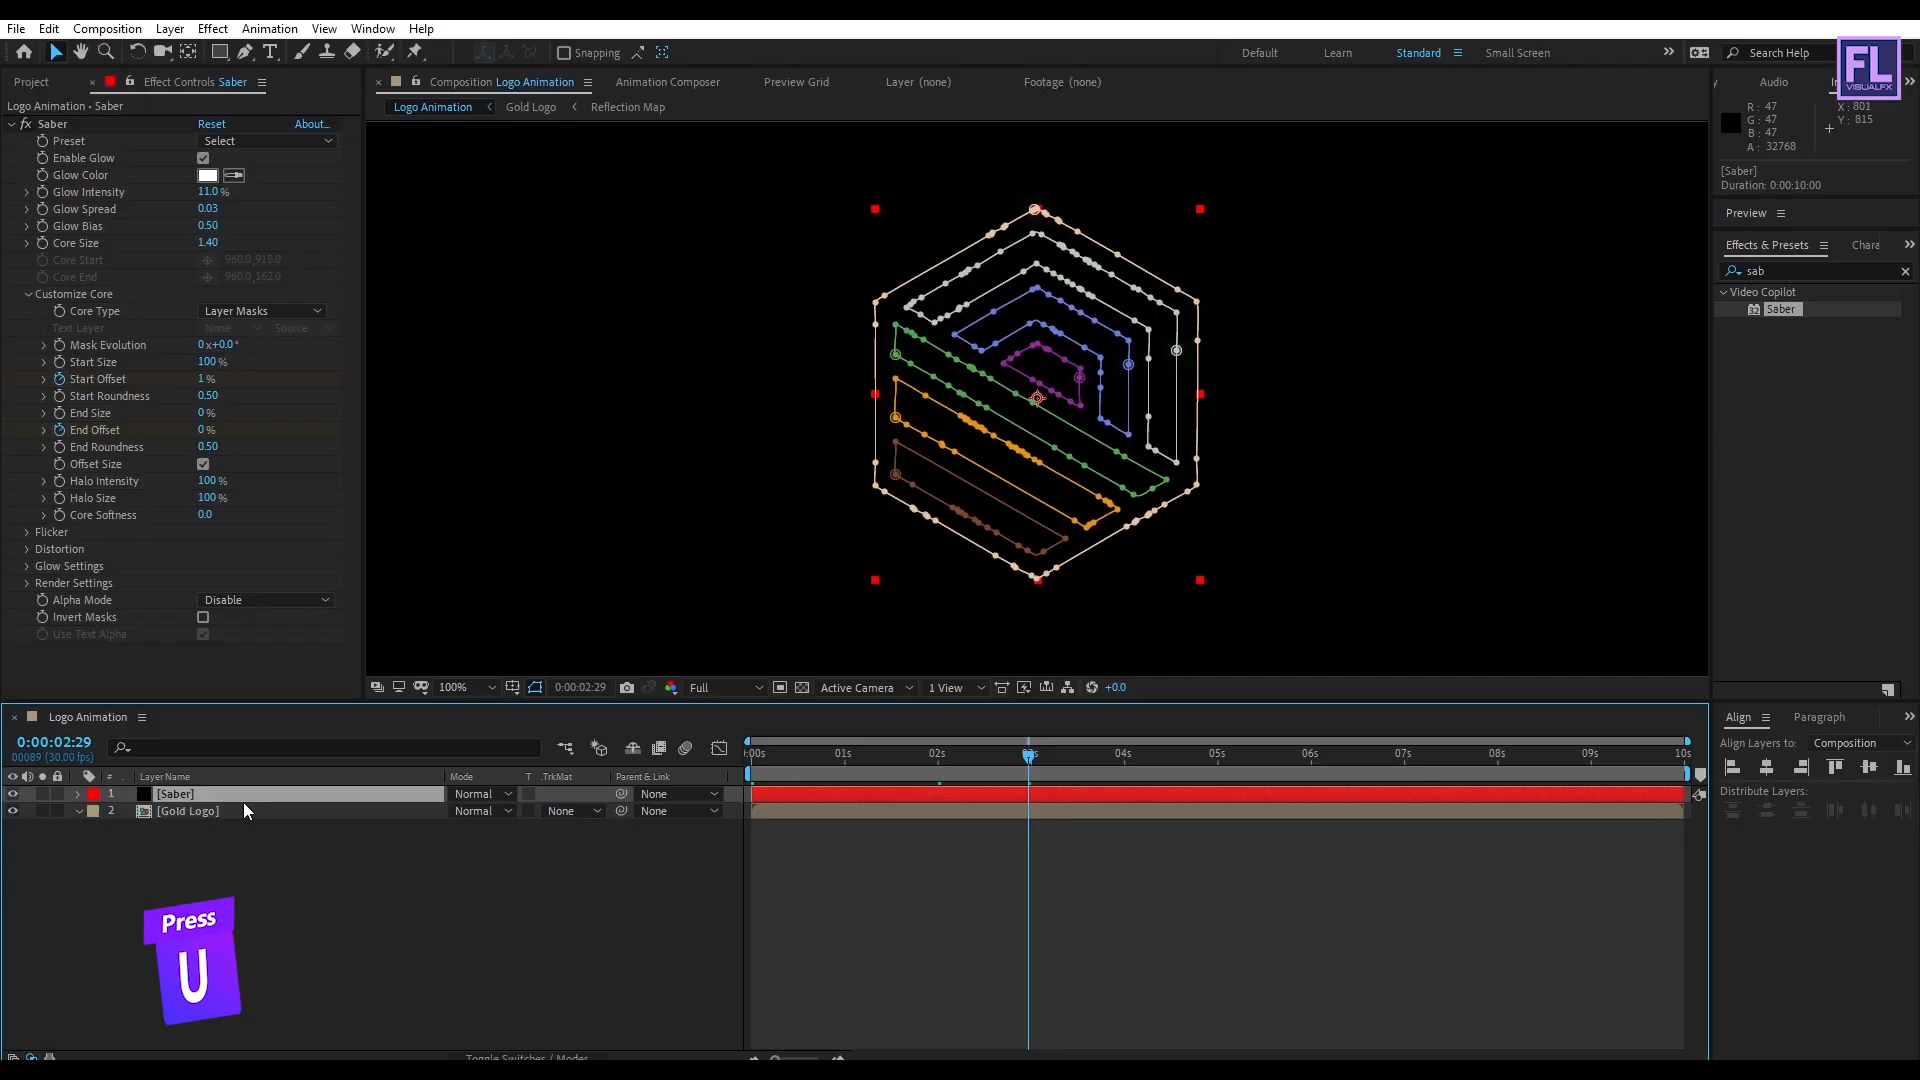 File Edit Composition Layer Effect Animation View Window Help
Snapping Default Learn Standard Small Screen Search Help
FL
VISUALFX
Project Effect Controls Saber
Logo Animation • Saber
fx Saber Reset About...
Preset Select
Enable Glow
Glow Color
Glow Intensity 11.0 %
Glow Spread 0.03
Glow Bias 0.50
Core Size 1.40
Core Start 960.0,918.0
Core End 960.0,162.0
Customize Core
Core Type Layer Masks
Text Layer None Source
Mask Evolution 0x+0.0°
Start Size 100 %
Start Offset 1 %
Start Roundness 0.50
End Size 0 %
End Offset 0 %
End Roundness 0.50
Offset Size
Halo Intensity 100 %
Halo Size 100 %
Core Softness 0.0
Flicker
Distortion
Glow Settings
Render Settings
Alpha Mode Disable
Invert Masks
Use Text Alpha
Composition Logo Animation Animation Composer Preview Grid Layer (none) Footage (none)
Logo Animation Gold Logo Reflection Map
100% 0:00:02:29 Full Active Camera 1 View +0.0
Audio
R: 47 X: 801
G: 47 Y: 815
B: 47
A: 32768
[Saber]
Duration: 0:00:10:00
Preview
Effects & Presets Chara
sab
Video Copilot
32 Saber
Logo Animation
0:00:02:29
00089 (30.00 fps)
:00s 01s 02s 04s 05s 06s 07s 08s 09s 10s
# Layer Name Mode T .TrkMat Parent & Link
1 [Saber] Normal None
2 [Gold Logo] Normal None None
Press
U
Toggle Switches / Modes
Align Paragraph
Align Layers to: Composition
Distribute Layers: